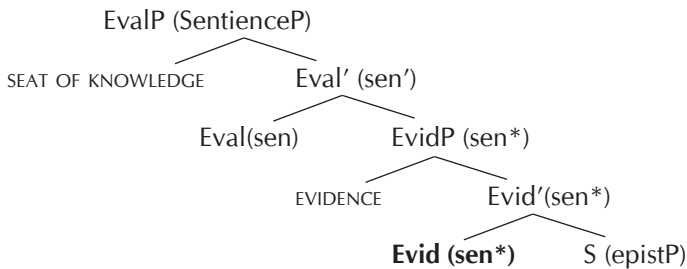 EvalP (SentienceP)
SEAT OF KNOWLEDGE Eval’ (sen’)
Eval(sen) EvidP (sen*)
EVIDENCE Evid’(sen*)
Evid (sen*) S (epistP)